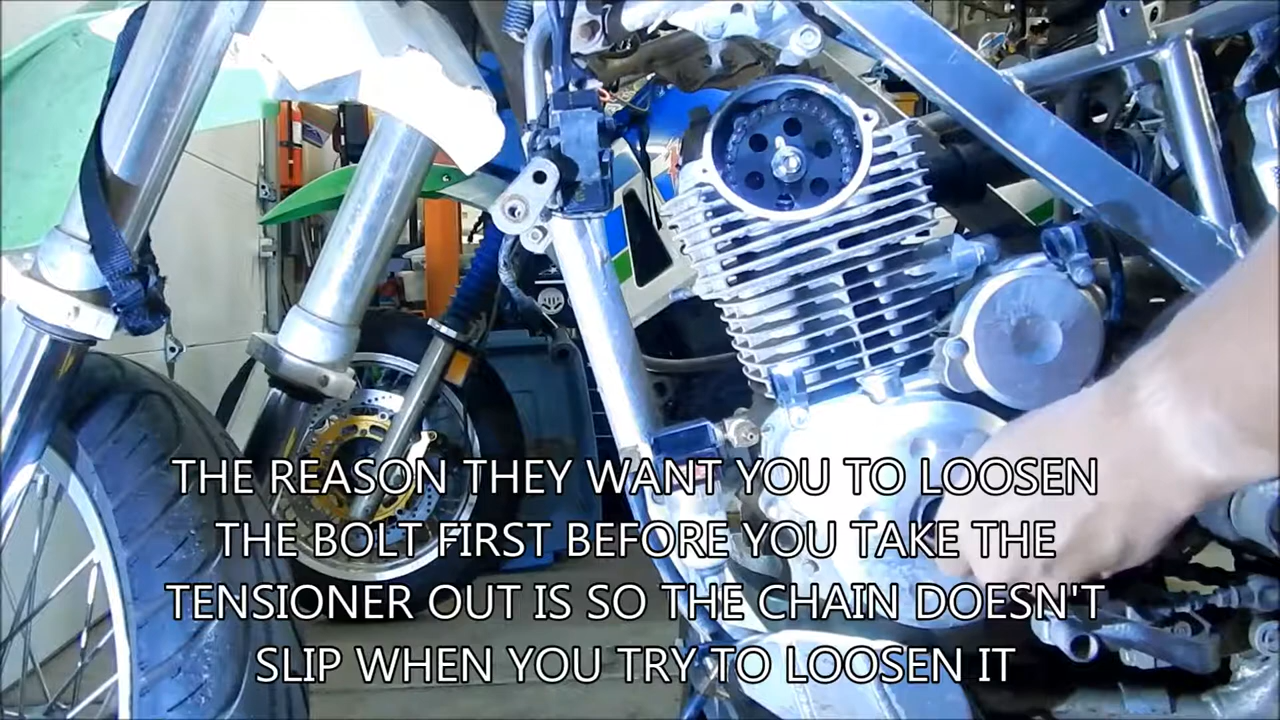 THE REASON THEY WANT YOU TO LOOSEN
THE BOLT FIRST BEFORE YOU TAKE THE
TENSIONER OUT IS SO THE CHAIN DOESN'T
SLIP WHEN YOU TRY TO LOOSEN IT